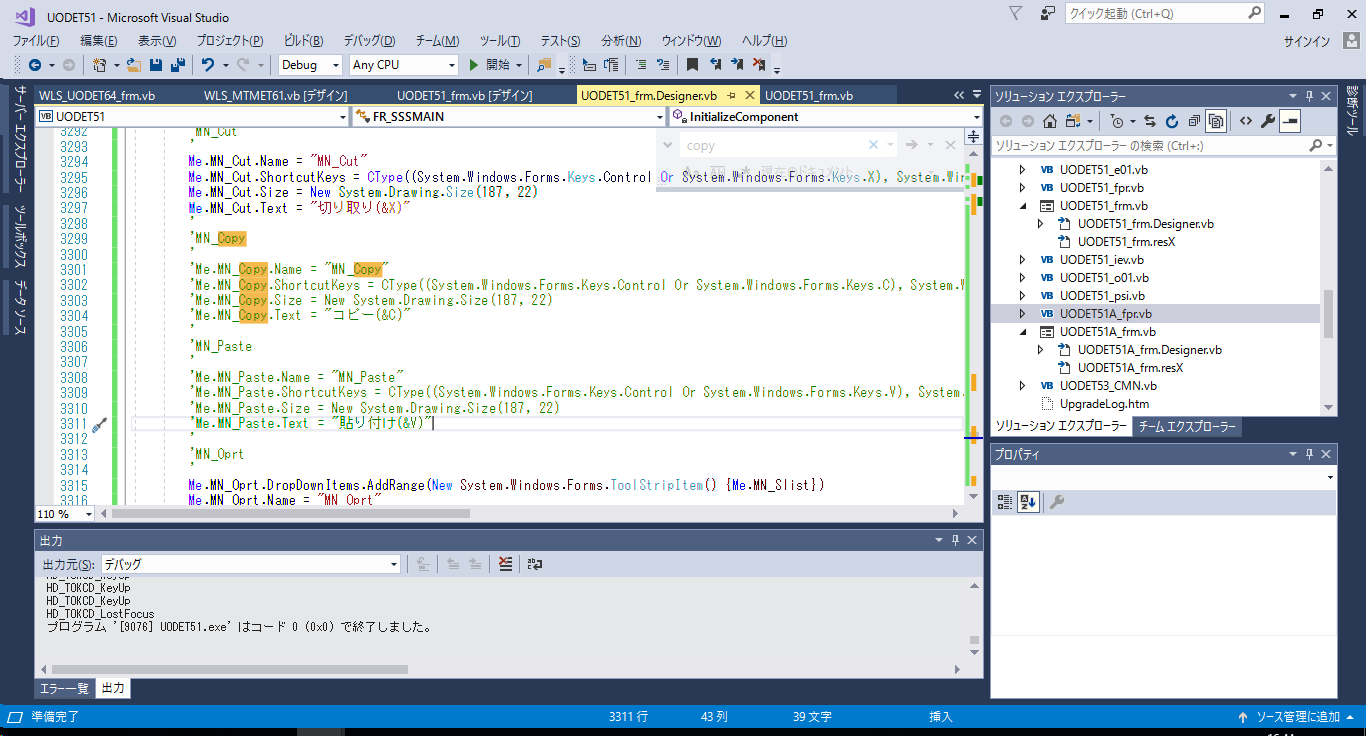 UODET51 - Microsoft Visual Studio
クイック起動 (Ctrl+Q)
ファイル(F) 編集(E) 表示(V) プロジェクト(P) ビルド(B) デバッグ(D) チーム(M) ツール(T) テスト(S) 分析(N) ウィンドウ(W) ヘルプ(H)
サインイン
Debug Any CPU 開始
サーバー エクスプローラー
ツールボックス
データ ソース
WLS_UODET64_frm.vb WLS_MTMET61.vb [デザイン] UODET51_frm.vb [デザイン] UODET51_frm.Designer.vb UODET51_frm.vb
UODET51 FR_SSSMAIN InitializeComponent
copy
現在のドキュメント
3292 'MN_Cut
3293 '
3294 Me.MN_Cut.Name = "MN_Cut"
3295 Me.MN_Cut.ShortcutKeys = CType((System.Windows.Forms.Keys.Control Or System.Windows.Forms.Keys.X), System.Win
3296 Me.MN_Cut.Size = New System.Drawing.Size(187, 22)
3297 Me.MN_Cut.Text = "切り取り(&X)"
3298 '
3299 'MN_Copy
3300 '
3301 'Me.MN_Copy.Name = "MN_Copy"
3302 'Me.MN_Copy.ShortcutKeys = CType((System.Windows.Forms.Keys.Control Or System.Windows.Forms.Keys.C), System.W
3303 'Me.MN_Copy.Size = New System.Drawing.Size(187, 22)
3304 'Me.MN_Copy.Text = "コピー(&C)"
3305 '
3306 'MN_Paste
3307 '
3308 'Me.MN_Paste.Name = "MN_Paste"
3309 'Me.MN_Paste.ShortcutKeys = CType((System.Windows.Forms.Keys.Control Or System.Windows.Forms.Keys.V), System.
3310 'Me.MN_Paste.Size = New System.Drawing.Size(187, 22)
3311 'Me.MN_Paste.Text = "貼り付け(&V)"
3312 '
3313 'MN_Oprt
3314 '
3315 Me.MN_Oprt.DropDownItems.AddRange(New System.Windows.Forms.ToolStripItem() {Me.MN_Slist})
3316 Me.MN_Oprt.Name = "MN_Oprt"
110 %
出力
出力元(S): デバッグ
HD_TOKCD_KeyUp
HD_TOKCD_KeyUp
HD_TOKCD_KeyUp
HD_TOKCD_LostFocus
プログラム '[9076] UODET51.exe' はコード 0 (0x0) で終了しました。
エラー一覧 出力
ソリューション エクスプローラー
ソリューション エクスプローラー の検索 (Ctrl+:)
VB UODET51_e01.vb
VB UODET51_fpr.vb
UODET51_frm.vb
UODET51_frm.Designer.vb
UODET51_frm.resX
VB UODET51_iev.vb
VB UODET51_o01.vb
VB UODET51_psi.vb
VB UODET51A_fpr.vb
UODET51A_frm.vb
UODET51A_frm.Designer.vb
UODET51A_frm.resX
VB UODET53_CMN.vb
UpgradeLog.htm
ソリューション エクスプローラー チーム エクスプローラー
プロパティ
診断ツール
準備完了 3311 行 43 列 39 文字 挿入 ソース管理に追加